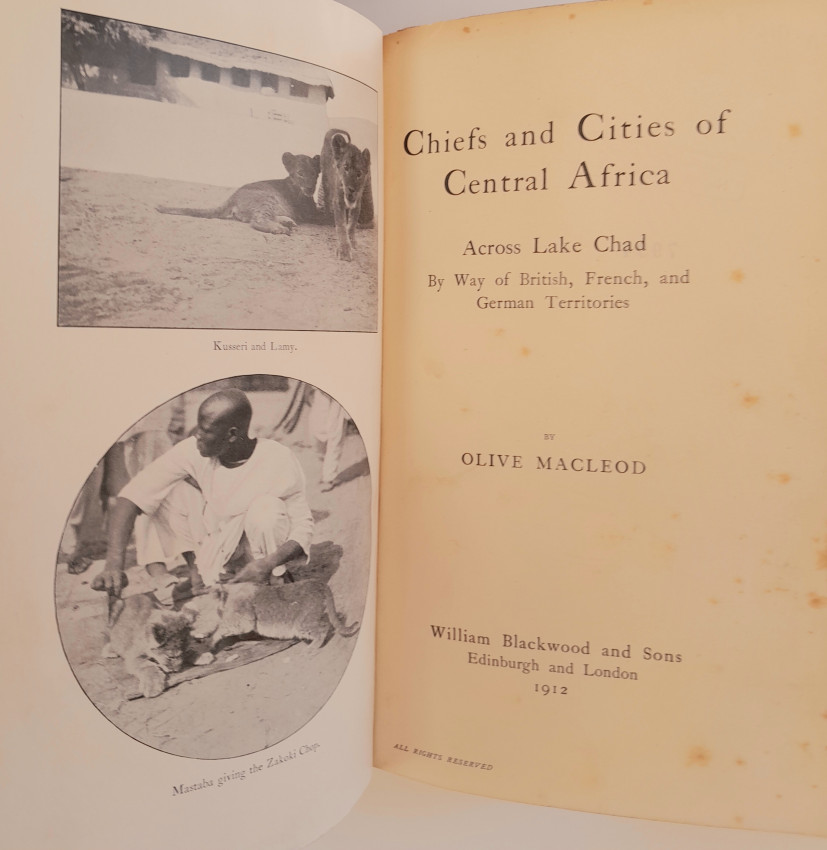 Kusseri and Lamy.
Mastaba giving the Zakoki Chop.
Chiefs and Cities of
Central Africa
Across Lake Chad
By Way of British, French, and
German Territories
BY
OLIVE MACLEOD
William Blackwood and Sons
Edinburgh and London
1912
ALL RIGHTS RESERVED